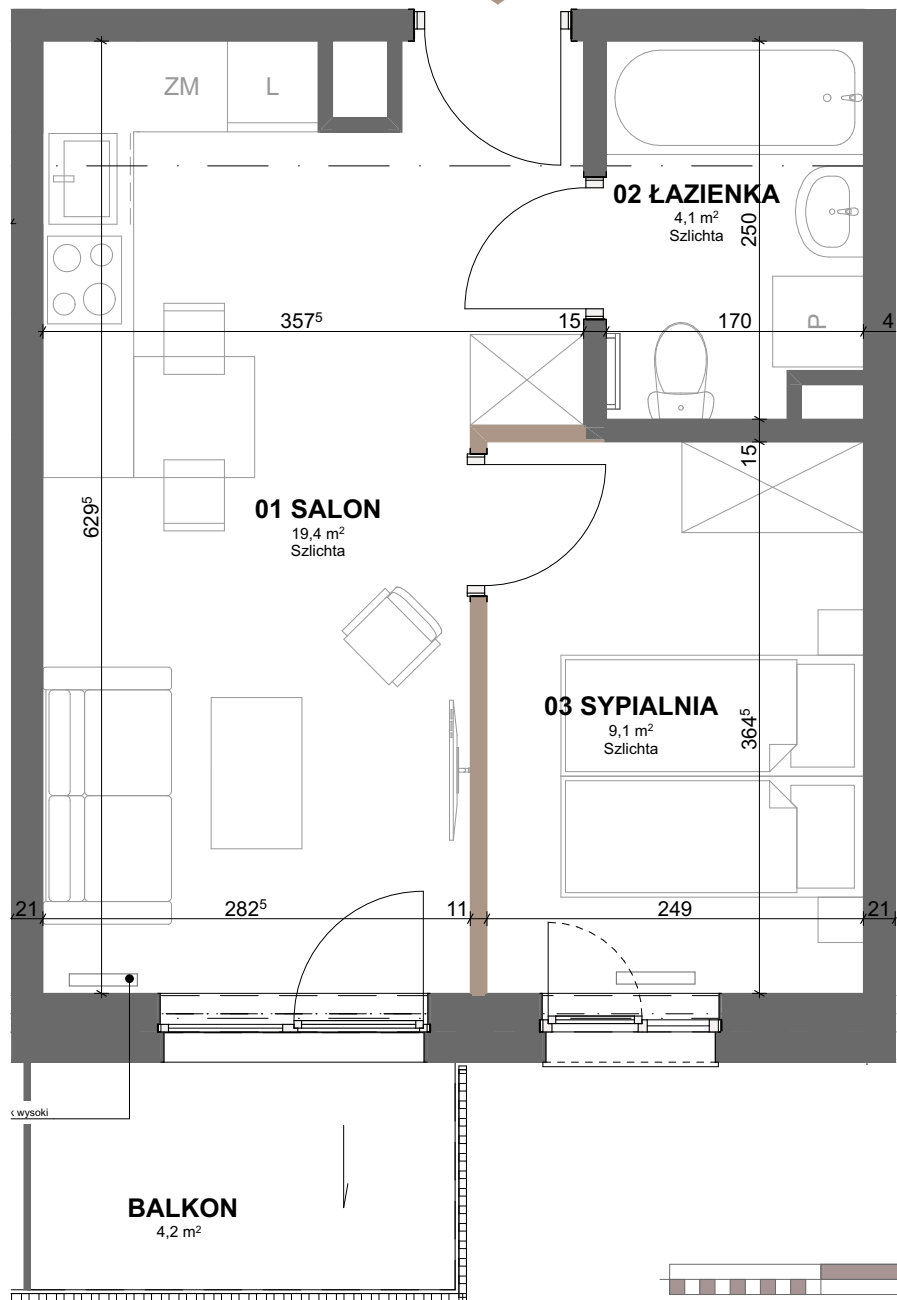 ZM
L
02 ŁAZIENKA
4,1 m²
Szlichta
250
357⁵
15
170
4
P
15
629⁵
01 SALON
19,4 m²
Szlichta
03 SYPIALNIA
9,1 m²
Szlichta
364⁵
21
282⁵
11
249
21
wysoki
BALKON
4,2 m²